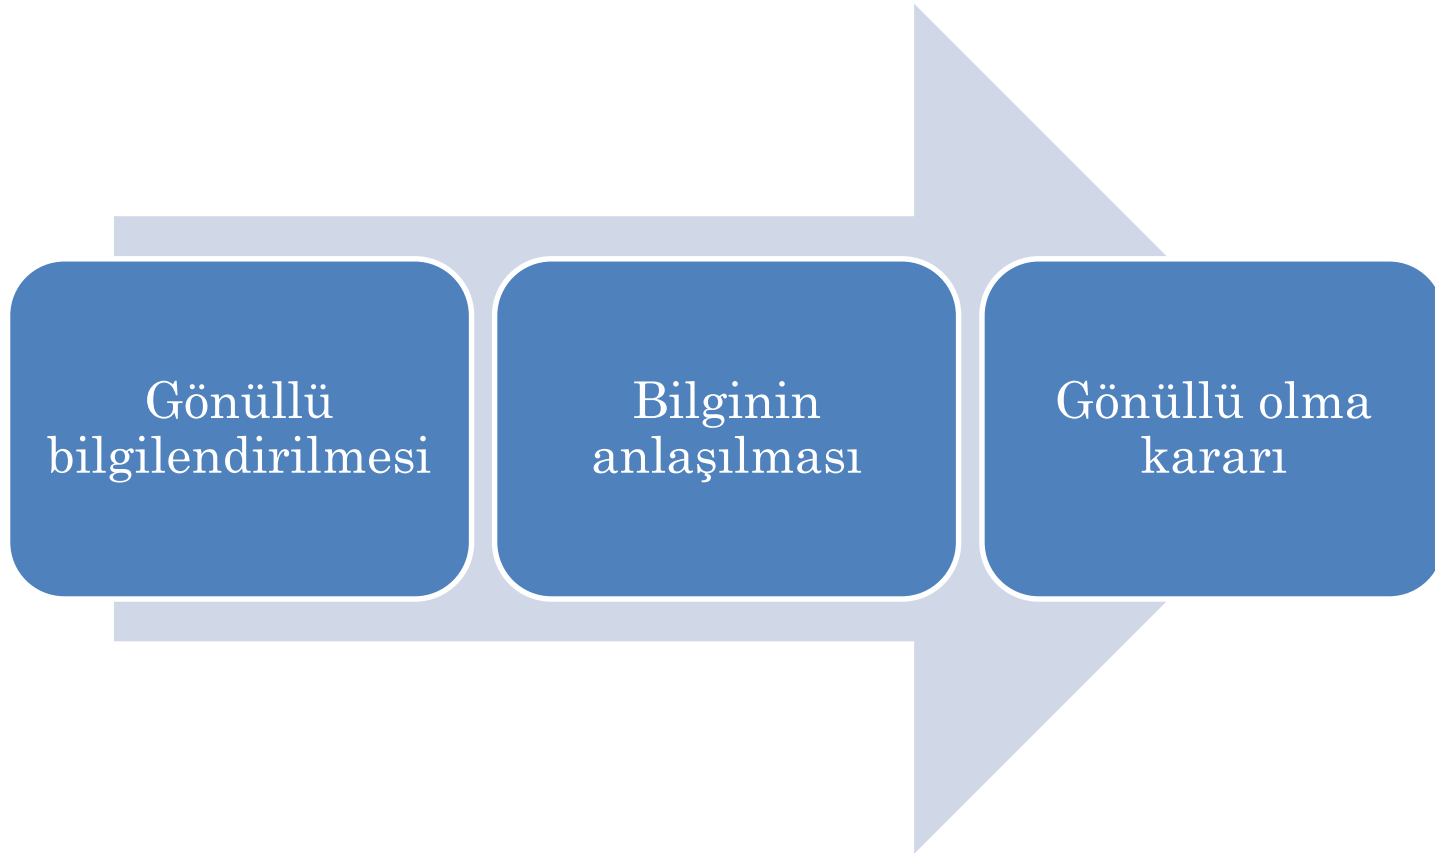 Gönüllü
bilgilendirilmesi
Bilginin
anlaşılması
Gönüllü olma
kararı